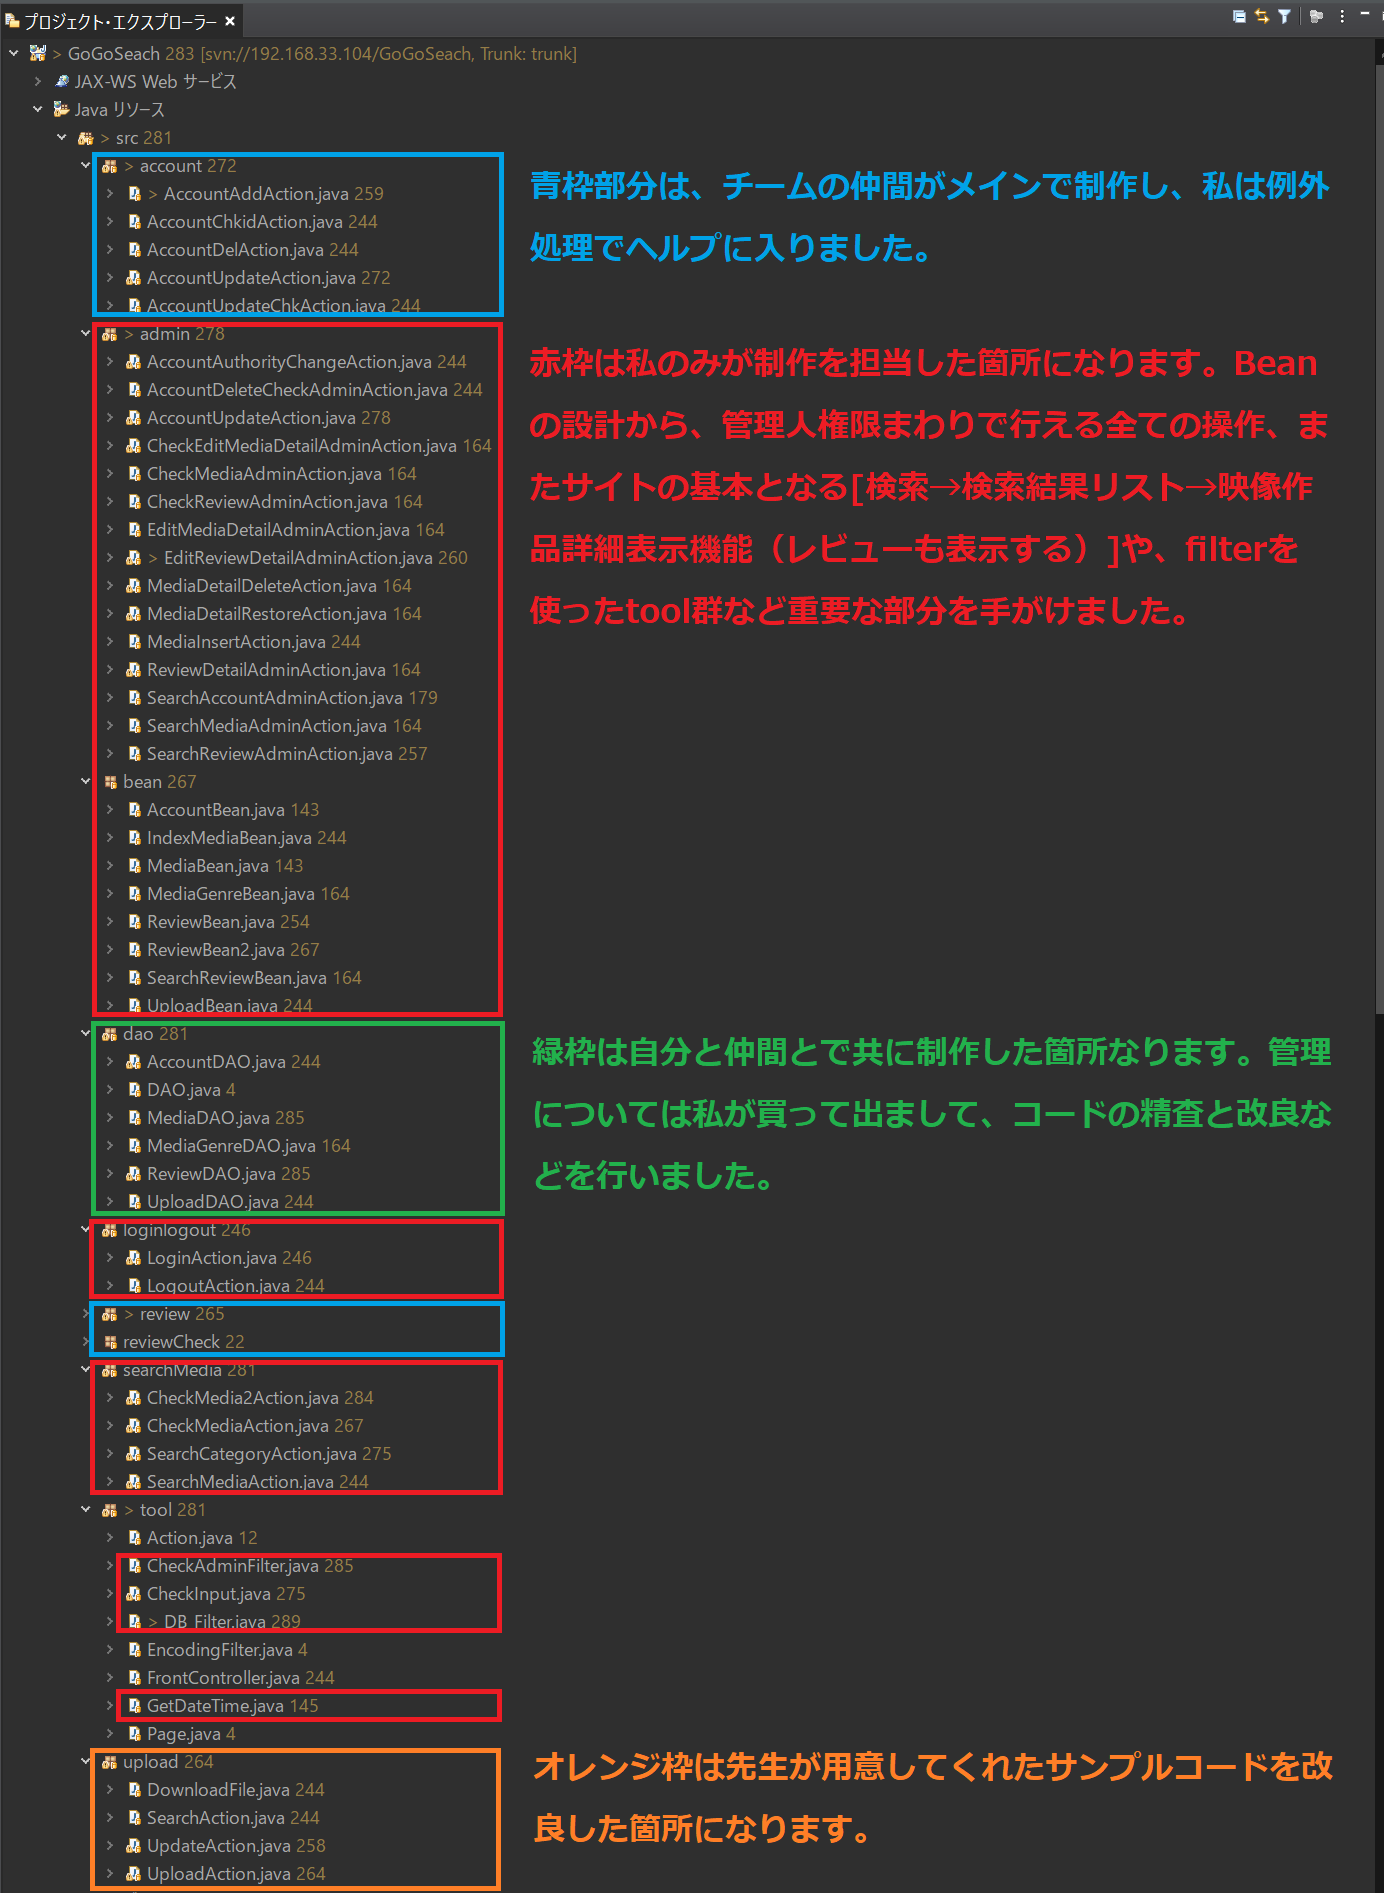 プロジェクト・エクスプローラー ×
> GoGoSeach 283 [svn://192.168.33.104/GoGoSeach, Trunk: trunk]
JAX-WS Web サービス
Java リソース
> src 281
> account 272
> AccountAddAction.java 259
AccountChkidAction.java 244
AccountDelAction.java 244
AccountUpdateAction.java 272
AccountUpdateChkAction.java 244
青枠部分は、チームの仲間がメインで制作し、私は例外
処理でヘルプに入りました。
> admin 278
AccountAuthorityChangeAction.java 244
AccountDeleteCheckAdminAction.java 244
AccountUpdateAction.java 278
CheckEditMediaDetailAdminAction.java 164
CheckMediaAdminAction.java 164
CheckReviewAdminAction.java 164
EditMediaDetailAdminAction.java 164
> EditReviewDetailAdminAction.java 260
MediaDetailDeleteAction.java 164
MediaDetailRestoreAction.java 164
MediaInsertAction.java 244
ReviewDetailAdminAction.java 164
SearchAccountAdminAction.java 179
SearchMediaAdminAction.java 164
SearchReviewAdminAction.java 257
bean 267
AccountBean.java 143
IndexMediaBean.java 244
MediaBean.java 143
MediaGenreBean.java 164
ReviewBean.java 254
ReviewBean2.java 267
SearchReviewBean.java 164
UploadBean.java 244
赤枠は私のみが制作を担当した箇所になります。Bean
の設計から、管理人権限まわりで行える全ての操作、ま
たサイトの基本となる[検索→検索結果リスト→映像作
品詳細表示機能（レビューも表示する）]や、filterを
使ったtool群など重要な部分を手がけました。
dao 281
AccountDAO.java 244
DAO.java 4
MediaDAO.java 285
MediaGenreDAO.java 164
ReviewDAO.java 285
UploadDAO.java 244
緑枠は自分と仲間とで共に制作した箇所なります。管理
については私が買って出まして、コードの精査と改良な
どを行いました。
loginlogout 246
LoginAction.java 246
LogoutAction.java 244
> review 265
reviewCheck 22
searchMedia 281
CheckMedia2Action.java 284
CheckMediaAction.java 267
SearchCategoryAction.java 275
SearchMediaAction.java 244
> tool 281
Action.java 12
CheckAdminFilter.java 285
CheckInput.java 275
> DB_Filter.java 289
EncodingFilter.java 4
FrontController.java 244
GetDateTime.java 145
Page.java 4
upload 264
DownloadFile.java 244
SearchAction.java 244
UpdateAction.java 258
UploadAction.java 264
オレンジ枠は先生が用意してくれたサンプルコードを改
良した箇所になります。